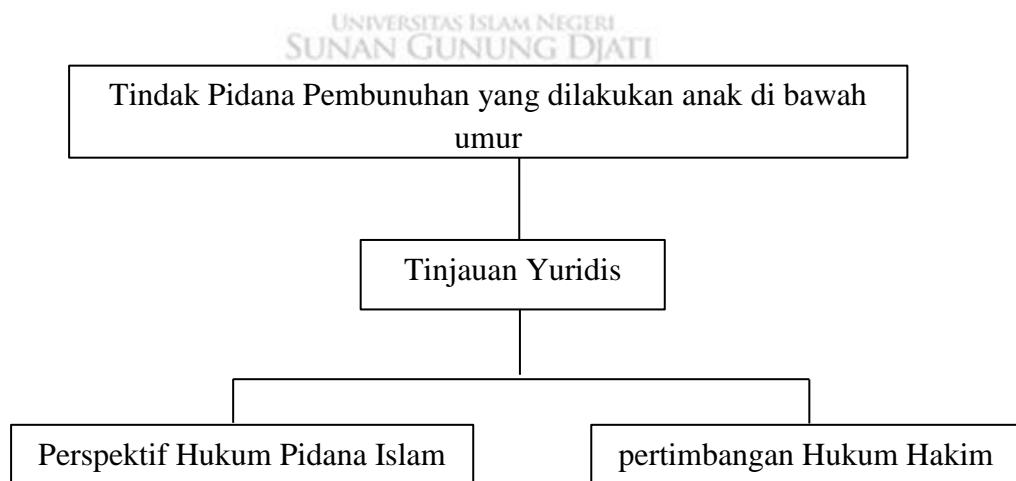 UNIVERSITAS ISLAM NEGERI
SUNAN GUNUNG DJATI
Tindak Pidana Pembunuhan yang dilakukan anak di bawah
umur
Tinjauan Yuridis
Perspektif Hukum Pidana Islam
pertimbangan Hukum Hakim